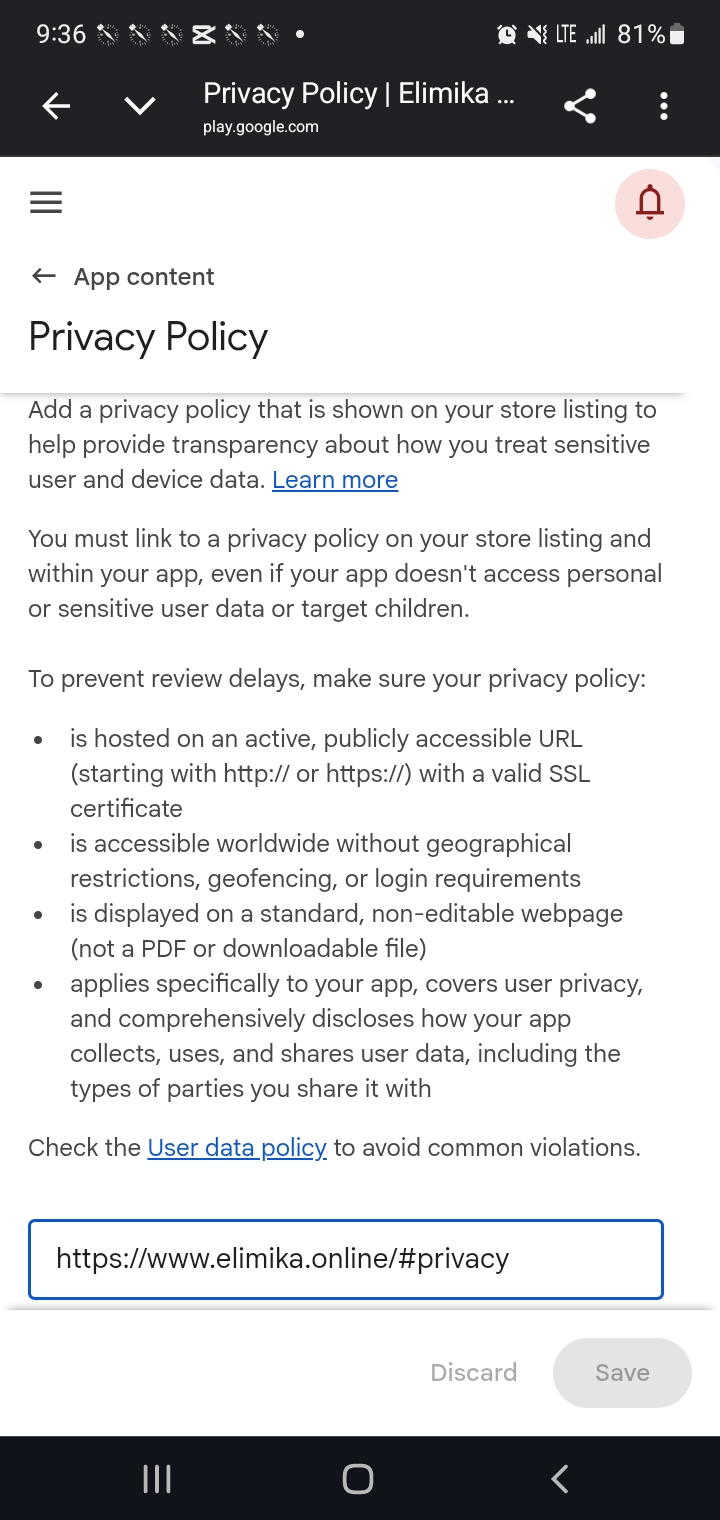 9:36
LTE
81%
Privacy Policy | Elimika ...
play.google.com
App content
Privacy Policy
Add a privacy policy that is shown on your store listing to
help provide transparency about how you treat sensitive
user and device data. Learn more
You must link to a privacy policy on your store listing and
within your app, even if your app doesn't access personal
or sensitive user data or target children.
To prevent review delays, make sure your privacy policy:
• is hosted on an active, publicly accessible URL
(starting with http:// or https://) with a valid SSL
certificate
• is accessible worldwide without geographical
restrictions, geofencing, or login requirements
• is displayed on a standard, non-editable webpage
(not a PDF or downloadable file)
• applies specifically to your app, covers user privacy,
and comprehensively discloses how your app
collects, uses, and shares user data, including the
types of parties you share it with
Check the User data policy to avoid common violations.
https://www.elimika.online/#privacy
Discard
Save